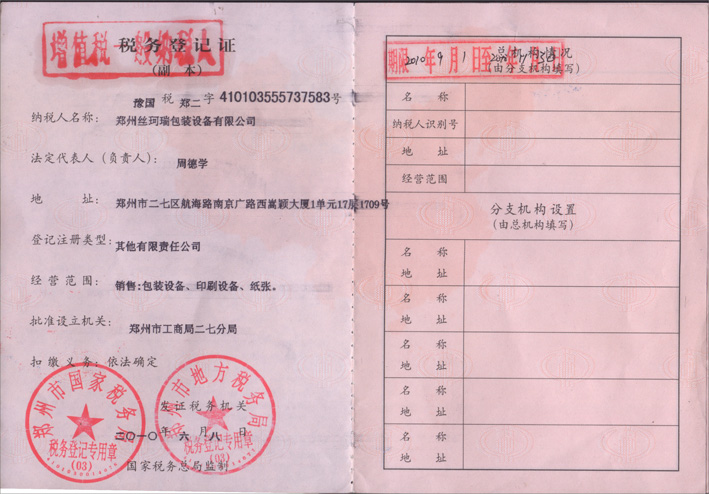 税务登记证
增值税一般纳税人
(副 本)
豫国 税 郑二 字 410103555737583号
纳税人名称: 郑州丝珂瑞包装设备有限公司
法定代表人(负责人): 周德学
地 址: 郑州市二七区航海路南京广路西嵩颖大厦1单元17层1709号
登记注册类型: 其他有限责任公司
经营范围: 销售:包装设备、印刷设备、纸张。
批准设立机关: 郑州市工商局二七分局
扣缴义务: 依法确定
郑州市国家税务局
税务登记专用章
(03)
郑州市地方税务局
税务登记专用章
(03)
发证税务机关
二〇一〇年 六月八日
国家税务总局监制
总机构情况
(由分支机构填写)
期限2010年9月1日至
名 称
纳税人识别号
地 址
经营范围
分支机构设置
(由总机构填写)
名 称
地 址
名 称
地 址
名 称
地 址
名 称
地 址
名 称
地 址